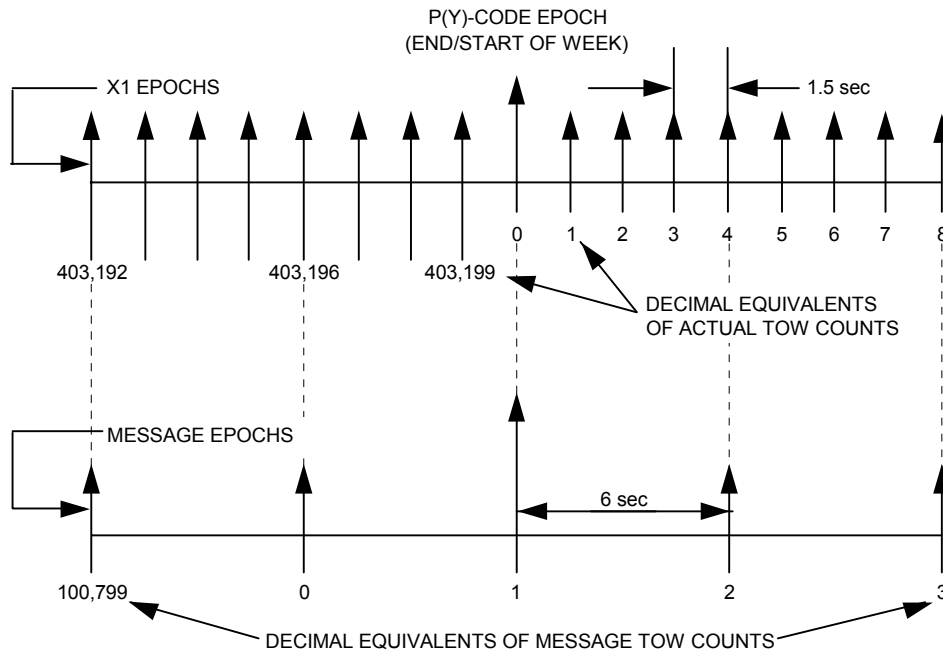 P(Y)-CODE EPOCH
(END/START OF WEEK)
X1 EPOCHS
1.5 sec
0 1 2 3 4 5 6 7 8
403,192 403,196 403,199
DECIMAL EQUIVALENTS
OF ACTUAL TOW COUNTS
MESSAGE EPOCHS
6 sec
100,799 0 1 2 3
DECIMAL EQUIVALENTS OF MESSAGE TOW COUNTS